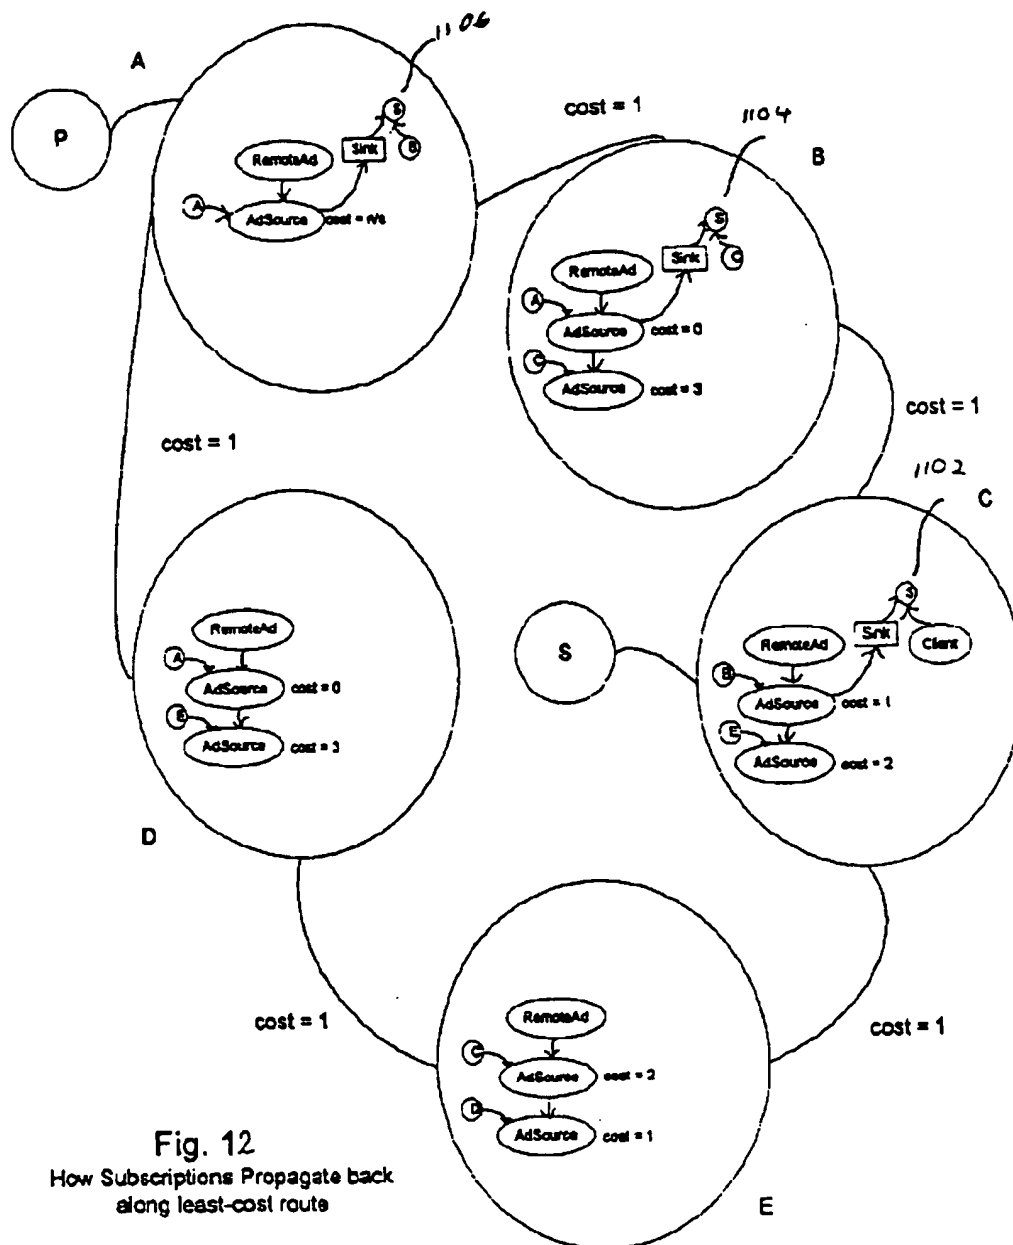 1106
A
P
cost = 1
S
Sink
B
RemoteAd
A
AdSource
cost = n/a
1104
B
S
Sink
C
RemoteAd
A
AdSource
cost = 0
C
AdSource
cost = 3
cost = 1
cost = 1
1102
C
S
Sink
Client
RemoteAd
B
AdSource
cost = 1
E
AdSource
cost = 2
S
RemoteAd
A
AdSource
cost = 0
E
AdSource
cost = 3
D
cost = 1
cost = 1
RemoteAd
C
AdSource
cost = 2
D
AdSource
cost = 1
E
Fig. 12
How Subscriptions Propagate back
along least-cost route